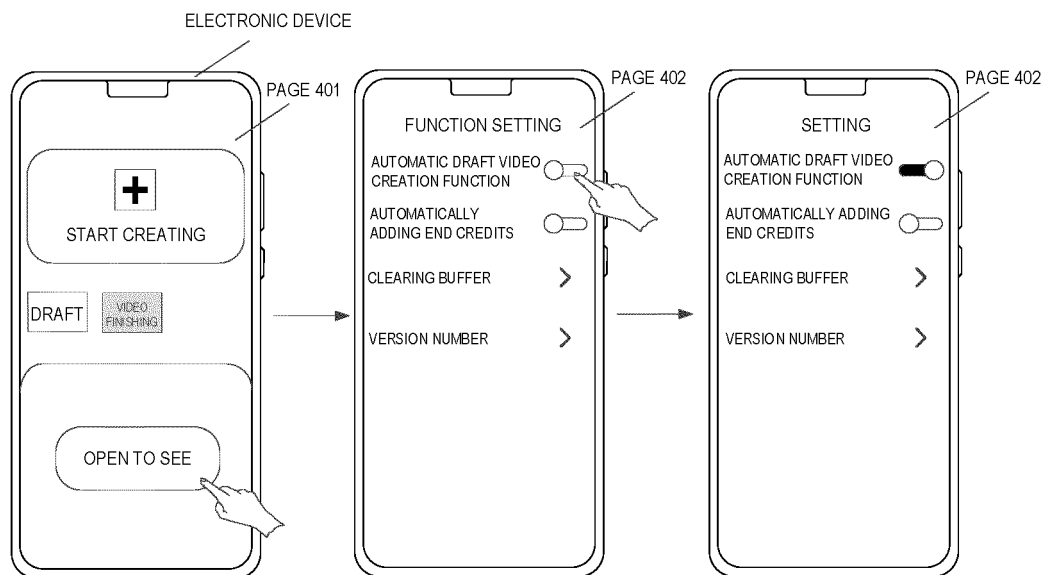 ELECTRONIC DEVICE
PAGE 401
START CREATING
DRAFT
VIDEO
FINISHING
OPEN TO SEE
PAGE 402
FUNCTION SETTING
AUTOMATIC DRAFT VIDEO
CREATION FUNCTION
AUTOMATICALLY
ADDING END CREDITS
CLEARING BUFFER
VERSION NUMBER
PAGE 402
SETTING
AUTOMATIC DRAFT VIDEO
CREATION FUNCTION
AUTOMATICALLY ADDING
END CREDITS
CLEARING BUFFER
VERSION NUMBER